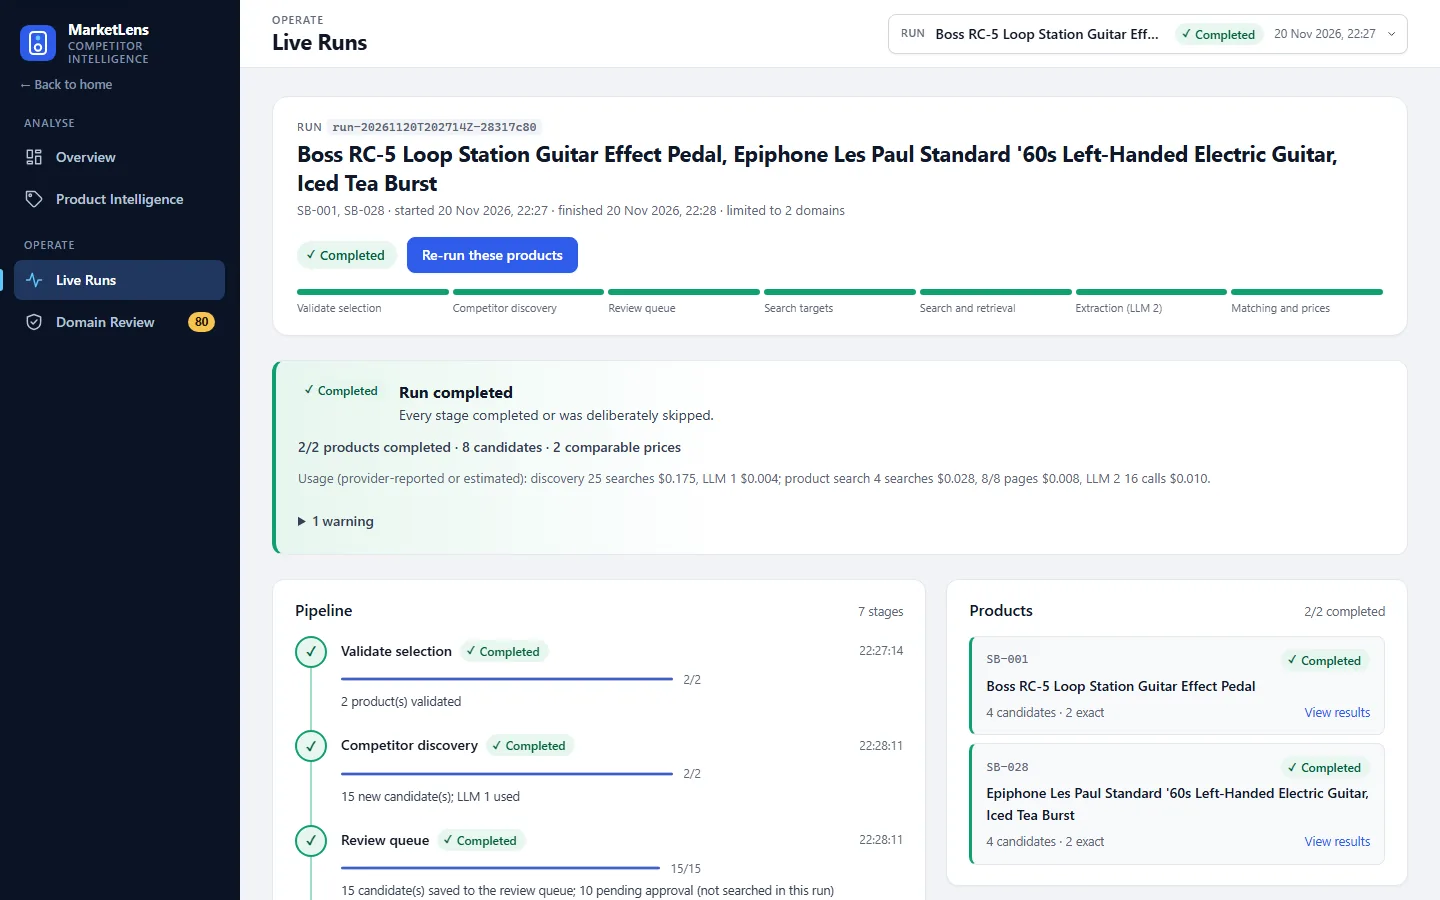 MarketLens
COMPETITOR
INTELLIGENCE
← Back to home
ANALYSE
Overview
Product Intelligence
OPERATE
Live Runs
Domain Review 80
OPERATE
Live Runs
RUN Boss RC-5 Loop Station Guitar Eff... ✓ Completed 20 Nov 2026, 22:27
RUN run-20261120T202714Z-28317c80
Boss RC-5 Loop Station Guitar Effect Pedal, Epiphone Les Paul Standard '60s Left-Handed Electric Guitar,
Iced Tea Burst
SB-001, SB-028 · started 20 Nov 2026, 22:27 · finished 20 Nov 2026, 22:28 · limited to 2 domains
✓ Completed Re-run these products
Validate selection Competitor discovery Review queue Search targets Search and retrieval Extraction (LLM 2) Matching and prices
✓ Completed Run completed
Every stage completed or was deliberately skipped.
2/2 products completed · 8 candidates · 2 comparable prices
Usage (provider-reported or estimated): discovery 25 searches $0.175, LLM 1 $0.004; product search 4 searches $0.028, 8/8 pages $0.008, LLM 2 16 calls $0.010.
▶ 1 warning
Pipeline 7 stages
✓ Validate selection ✓ Completed 22:27:14
2/2
2 product(s) validated
✓ Competitor discovery ✓ Completed 22:28:11
2/2
15 new candidate(s); LLM 1 used
✓ Review queue ✓ Completed 22:28:11
15/15
15 candidate(s) saved to the review queue; 10 pending approval (not searched in this run)
Products 2/2 completed
SB-001 ✓ Completed
Boss RC-5 Loop Station Guitar Effect Pedal
4 candidates · 2 exact View results
SB-028 ✓ Completed
Epiphone Les Paul Standard '60s Left-Handed Electric Guitar,
Iced Tea Burst
4 candidates · 2 exact View results